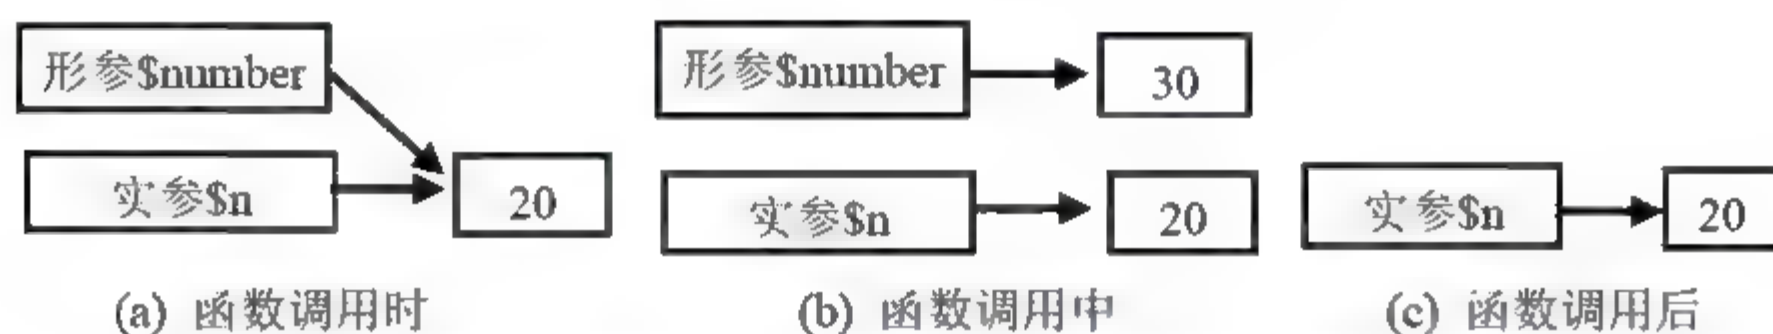 形参$number
实参$n
20
(a) 函数调用时
形参$number
30
实参$n
20
(b) 函数调用中
实参$n
20
(c) 函数调用后